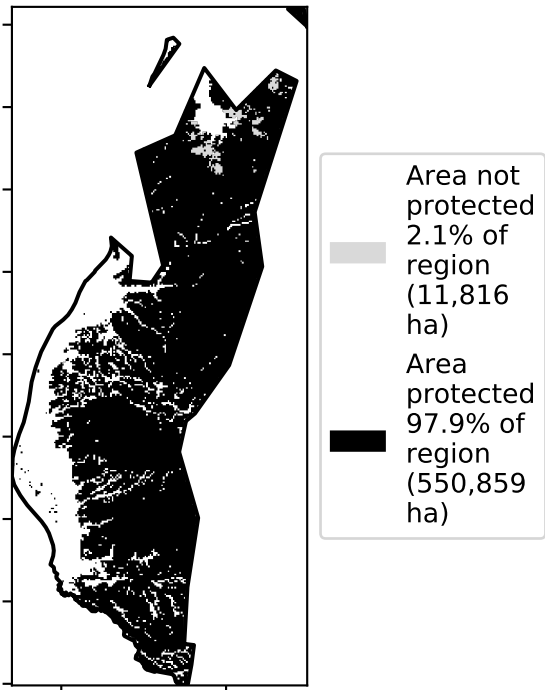 Area not
protected
2.1% of
region
(11,816
ha)
Area
protected
97.9% of
region
(550,859
ha)